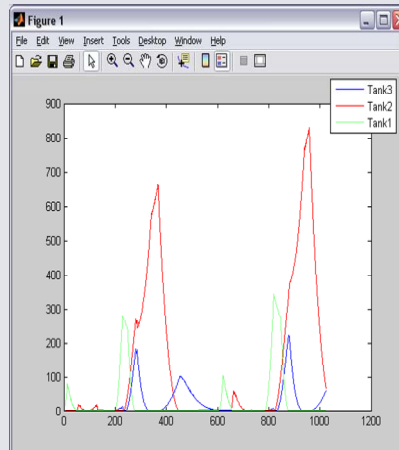 Figure 1
File Edit View Insert Tools Desktop Window Help
Tank3
Tank2
Tank1
900
800
700
600
500
400
300
200
100
0
0 200 400 600 800 1000 1200